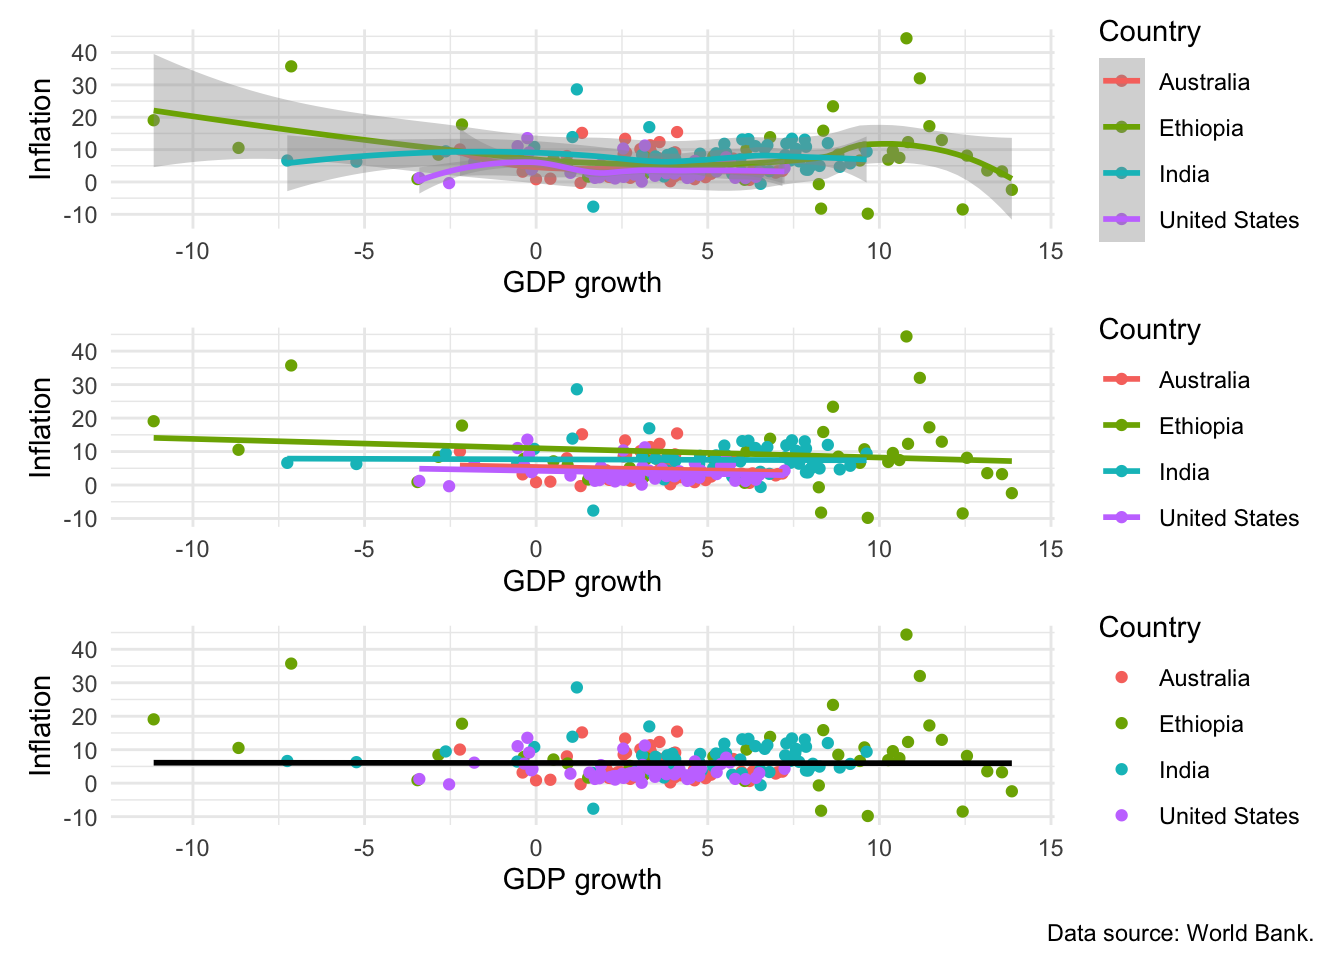 Inflation
40
30
20
10
0
-10
-10
-5
0
5
10
15
GDP growth
Country
Australia
Ethiopia
India
United States
Inflation
40
30
20
10
0
-10
-10
-5
0
5
10
15
GDP growth
Country
Australia
Ethiopia
India
United States
Inflation
40
30
20
10
0
-10
-10
-5
0
5
10
15
GDP growth
Country
Australia
Ethiopia
India
United States
Data source: World Bank.